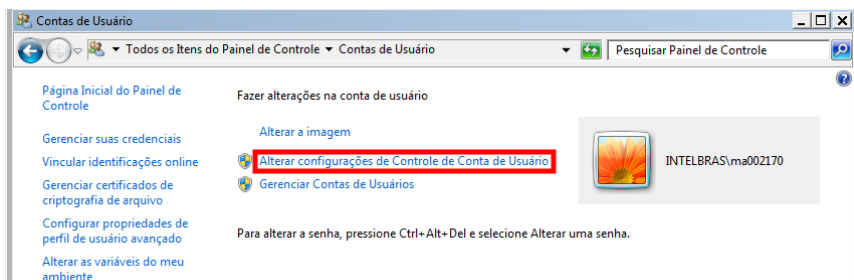 Contas de Usuário
Todos os Itens do Painel de Controle Contas de Usuário
Pesquisar Painel de Controle
Página Inicial do Painel de
Controle
Gerenciar suas credenciais
Vincular identificações online
Gerenciar certificados de
criptografia de arquivo
Configurar propriedades de
perfil de usuário avançado
Alterar as variáveis do meu
ambiente
Fazer alterações na conta de usuário
Alterar a imagem
Alterar configurações de Controle de Conta de Usuário
Gerenciar Contas de Usuários
INTELBRAS\ma002170
Para alterar a senha, pressione Ctrl+Alt+Del e selecione Alterar uma senha.